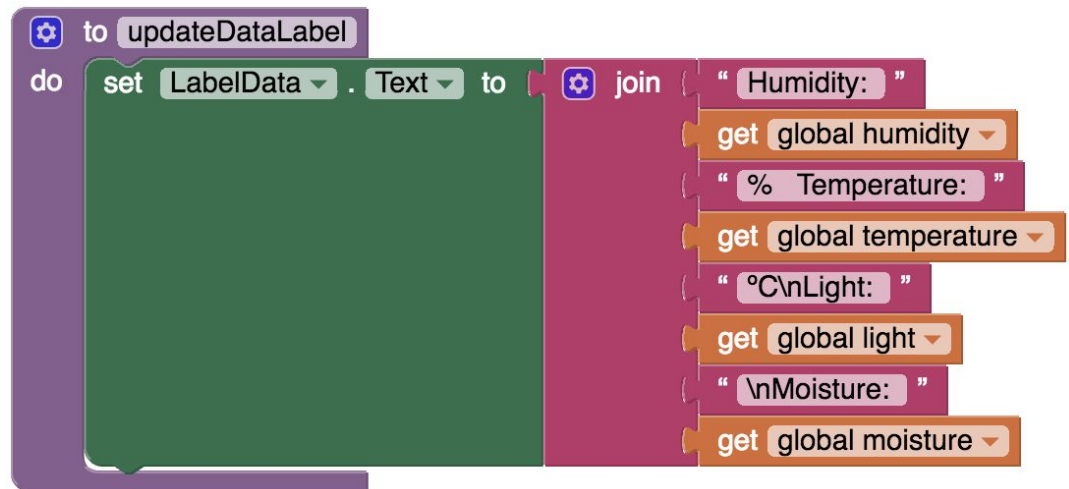 to updateDataLabel
do set LabelData . Text to join “ Humidity: ”
get global humidity
“ % Temperature: ”
get global temperature
“ ºC\nLight: ”
get global light
“ \nMoisture: ”
get global moisture